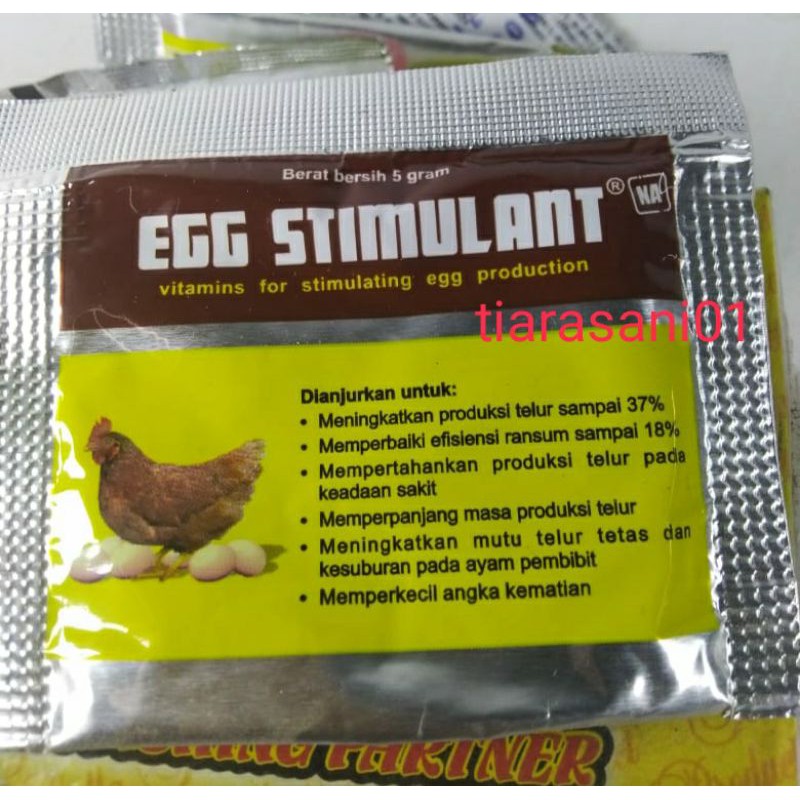 Berat bersih 5 gram
EGG STIMULANT®
NA
vitamins for stimulating egg production
tiarasani01
Dianjurkan untuk:
• Meningkatkan produksi telur sampai 37%
• Memperbaiki efisiensi ransum sampai 18%
• Mempertahankan produksi telur pada
keadaan sakit
• Memperpanjang masa produksi telur
• Meningkatkan mutu telur tetas dan
kesuburan pada ayam pembibit
• Memperkecil angka kematian
PARTNER